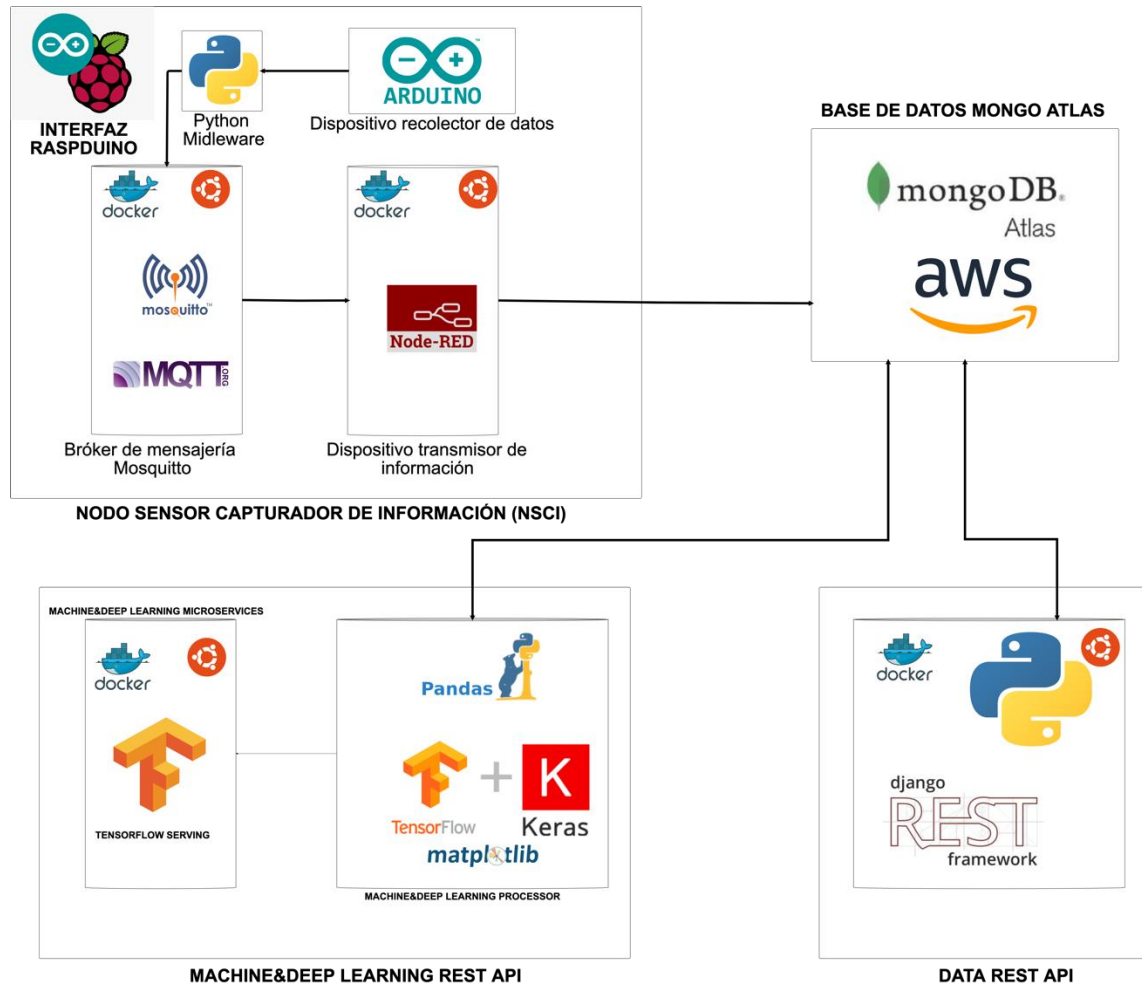 INTERFAZ
RASPDUINO
Python
Midleware
ARDUINO
Dispositivo recolector de datos
docker
mosquitto™
MQTT.ORG
Bróker de mensajería
Mosquitto
docker
Node-RED
Dispositivo transmisor de
información
NODO SENSOR CAPTURADOR DE INFORMACIÓN (NSCI)
BASE DE DATOS MONGO ATLAS
mongoDB®
Atlas
aws
MACHINE&DEEP LEARNING MICROSERVICES
docker
TENSORFLOW SERVING
Pandas
TensorFlow
+
K
Keras
matplotlib
MACHINE&DEEP LEARNING PROCESSOR
MACHINE&DEEP LEARNING REST API
docker
django
REST
framework
DATA REST API